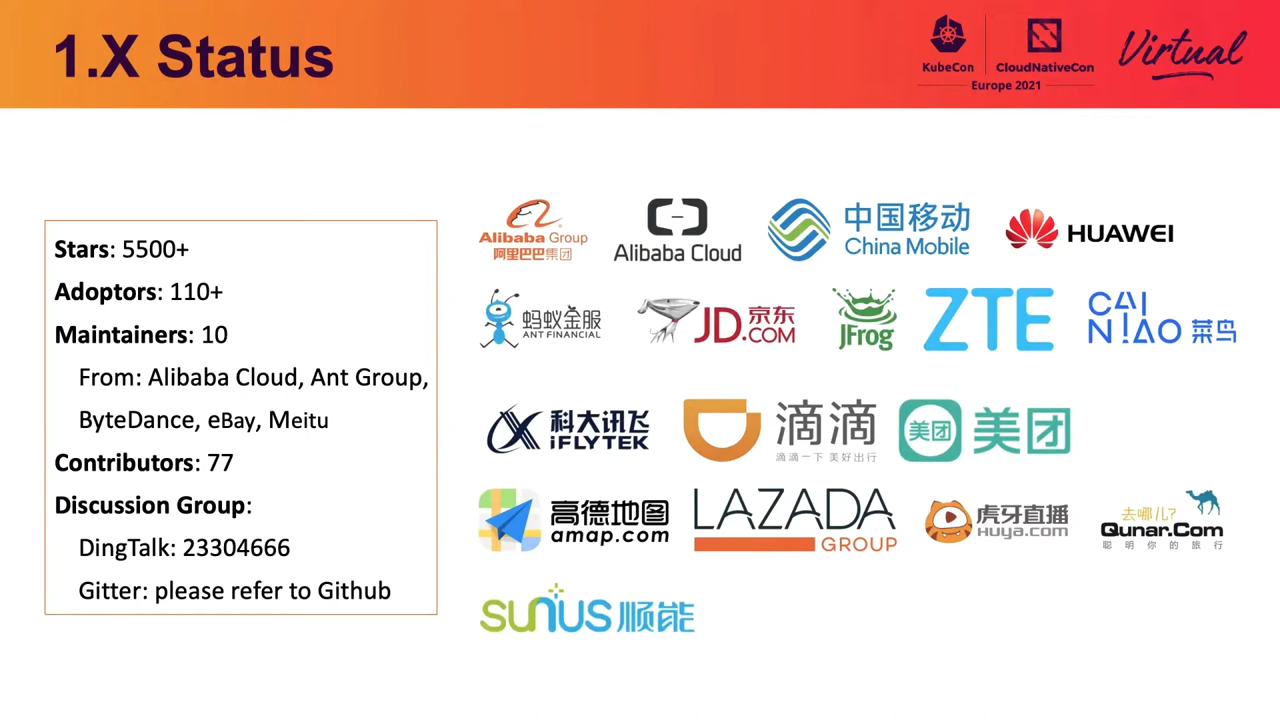 1.X Status
KubeCon
CloudNativeCon
Europe 2021
Virtual
Stars: 5500+
Adoptors: 110+
Maintainers: 10
From: Alibaba Cloud, Ant Group,
ByteDance, eBay, Meitu
Contributors: 77
Discussion Group:
DingTalk: 23304666
Gitter: please refer to Github
Alibaba Group
阿里巴巴集团
Alibaba Cloud
中国移动
China Mobile
HUAWEI
蚂蚁金服
ANT FINANCIAL
JD.COM 京东
JFrog
ZTE
CAI
NIAO 菜鸟
科大讯飞
iFLYTEK
滴滴
滴滴一下 美好出行
美团 美团
高德地图
amap.com
LAZADA
GROUP
虎牙直播
HUYA.COM
去哪儿?
Qunar.Com
聪明你的旅行
SUNUS 顺能